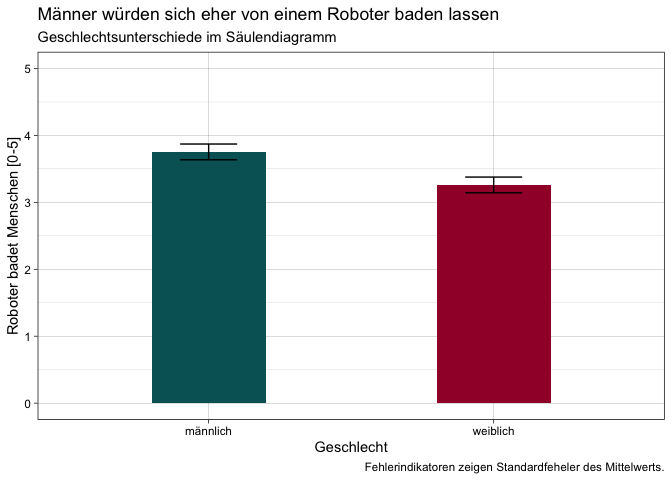 Männer würden sich eher von einem Roboter baden lassen
Geschlechtsunterschiede im Säulendiagramm
Roboter badet Menschen [0-5]
5
4
3
2
1
0
männlich
weiblich
Geschlecht
Fehlerindikatoren zeigen Standardfeheler des Mittelwerts.